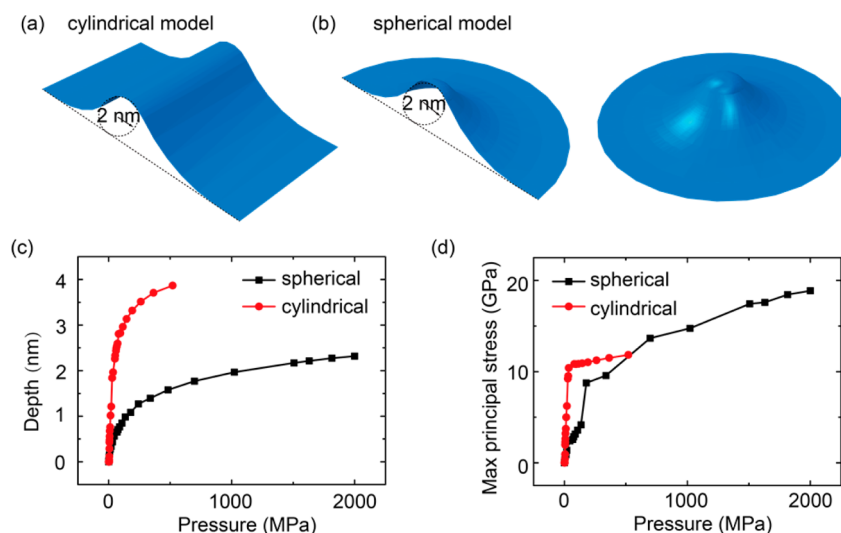 (a) cylindrical model
(b) spherical model
2 nm
2 nm
(c)
Depth (nm)
4
3
2
1
0
spherical
cylindrical
0 1000 2000
Pressure (MPa)
(d)
Max principal stress (GPa)
20
10
0
spherical
cylindrical
0 1000 2000
Pressure (MPa)